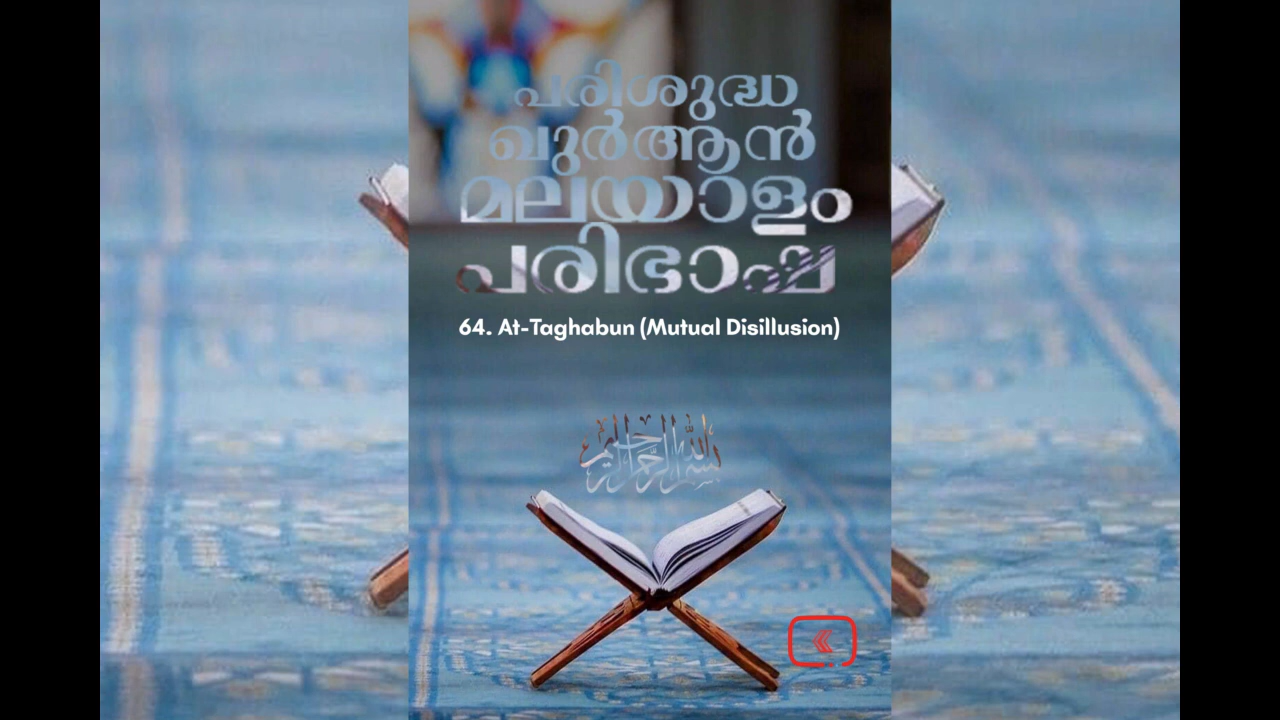 പരിശുദ്ധ
ഖുർആൻ
മലയാളം
പരിഭാഷ
64. At-Taghabun (Mutual Disillusion)
بسم الله الرحمن الرحيم